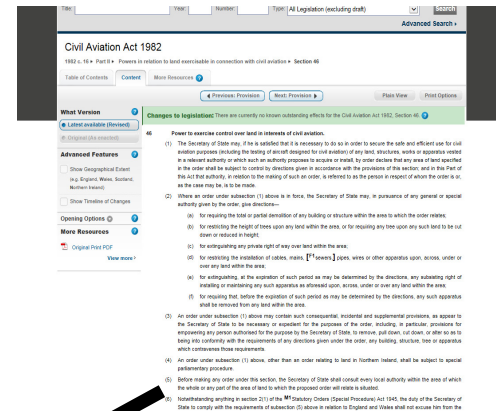 Title: Year: Number: Type: All Legislation (excluding draft) Search
Advanced Search
Civil Aviation Act 1982
1982 c. 16 Part II Powers in relation to land exercisable in connection with civil aviation Section 46
Table of Contents Content More Resources ?
Previous: Provision Next: Provision Plain View Print Options
What Version ?
Latest available (Revised)
Original (As enacted)
Advanced Features ?
Show Geographical Extent
(e.g. England, Wales, Scotland,
Northern Ireland)
Show Timeline of Changes
Opening Options ?
More Resources ?
Original Print PDF
View more
Changes to legislation: There are currently no known outstanding effects for the Civil Aviation Act 1982, Section 46. ?
46 Power to exercise control over land in interests of civil aviation.
(1) The Secretary of State may, if he is satisfied that it is necessary to do so in order to secure the safe and efficient use for civil
aviation purposes (including the testing of aircraft designed for civil aviation) of any land, structures, works or apparatus vested
in a relevant authority or which such an authority proposes to acquire or install, by order declare that any area of land specified
in the order shall be subject to control by directions given in accordance with the provisions of this section; and in this Part of
this Act that authority, in relation to the making of such an order, is referred to as the person in respect of whom the order is or,
as the case may be, is to be made.
(2) Where an order under subsection (1) above is in force, the Secretary of State may, in pursuance of any general or special
authority given by the order, give directions—
(a) for requiring the total or partial demolition of any building or structure within the area to which the order relates;
(b) for restricting the height of trees upon any land within the area, or for requiring any tree upon any such land to be cut
down or reduced in height;
(c) for extinguishing any private right of way over land within the area;
(d) for restricting the installation of cables, mains, [F1sewers,] pipes, wires or other apparatus upon, across, under or
over any land within the area;
(e) for extinguishing, at the expiration of such period as may be determined by the directions, any subsisting right of
installing or maintaining any such apparatus as aforesaid upon, across, under or over any land within the area;
(f) for requiring that, before the expiration of such period as may be determined by the directions, any such apparatus
shall be removed from any land within the area.
(3) An order under subsection (1) above may contain such consequential, incidental and supplemental provisions, as appear to
the Secretary of State to be necessary or expedient for the purposes of the order, including, in particular, provisions for
empowering any person authorised for the purpose by the Secretary of State, to remove, pull down, cut down, or alter so as to
bring into conformity with the requirements of any directions given under the order, any building, structure, tree or apparatus
which contravenes those requirements.
(4) An order under subsection (1) above, other than an order relating to land in Northern Ireland, shall be subject to special
parliamentary procedure.
(5) Before making any order under this section, the Secretary of State shall consult every local authority within the area of which
the whole or any part of the area of land to which the proposed order will relate is situated.
(6) Notwithstanding anything in section 2(1) of the M1Statutory Orders (Special Procedure) Act 1945, the duty of the Secretary of
State to comply with the requirements of subsection (5) above in relation to England and Wales shall not excuse him from the